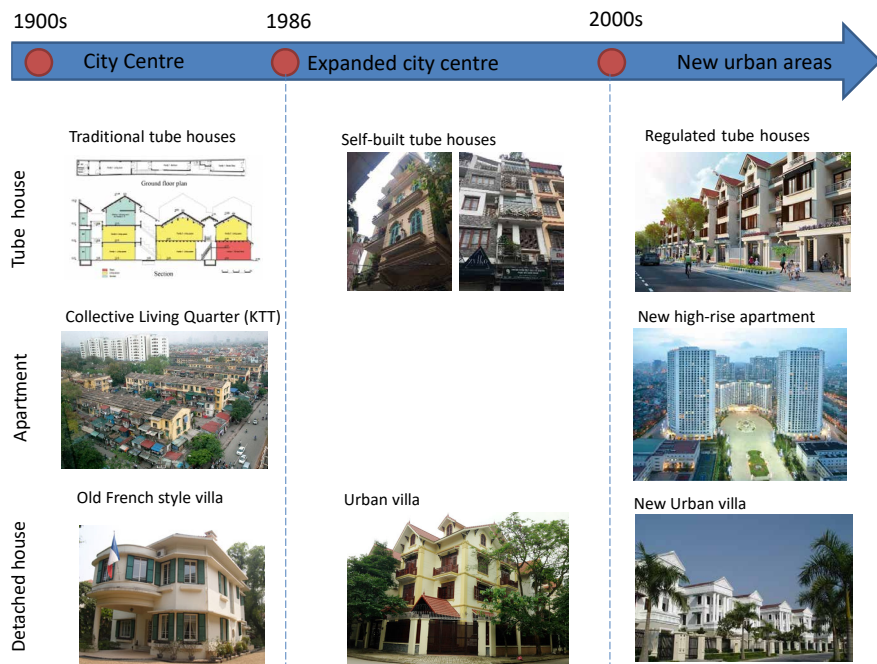 1900s
1986
2000s
City Centre
Expanded city centre
New urban areas
Tube house
Traditional tube houses
Ground floor plan
Section
Self-built tube houses
Regulated tube houses
Apartment
Collective Living Quarter (KTT)
New high-rise apartment
Detached house
Old French style villa
Urban villa
New Urban villa